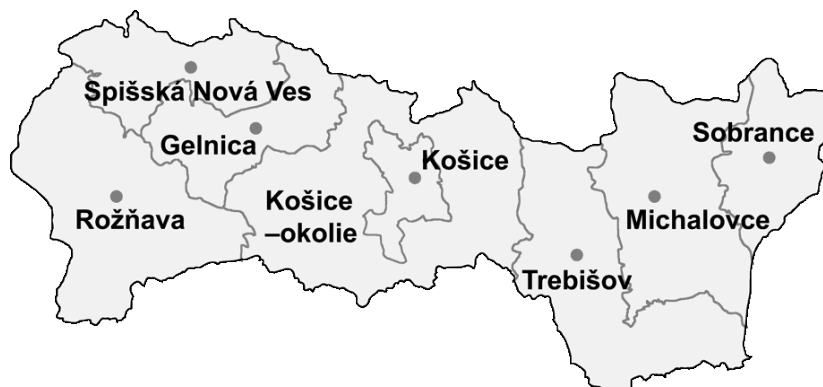 Spišská Nová Ves
Gelnica
Rožňava
Košice
–okolie
Košice
Trebišov
Michalovce
Sobrance